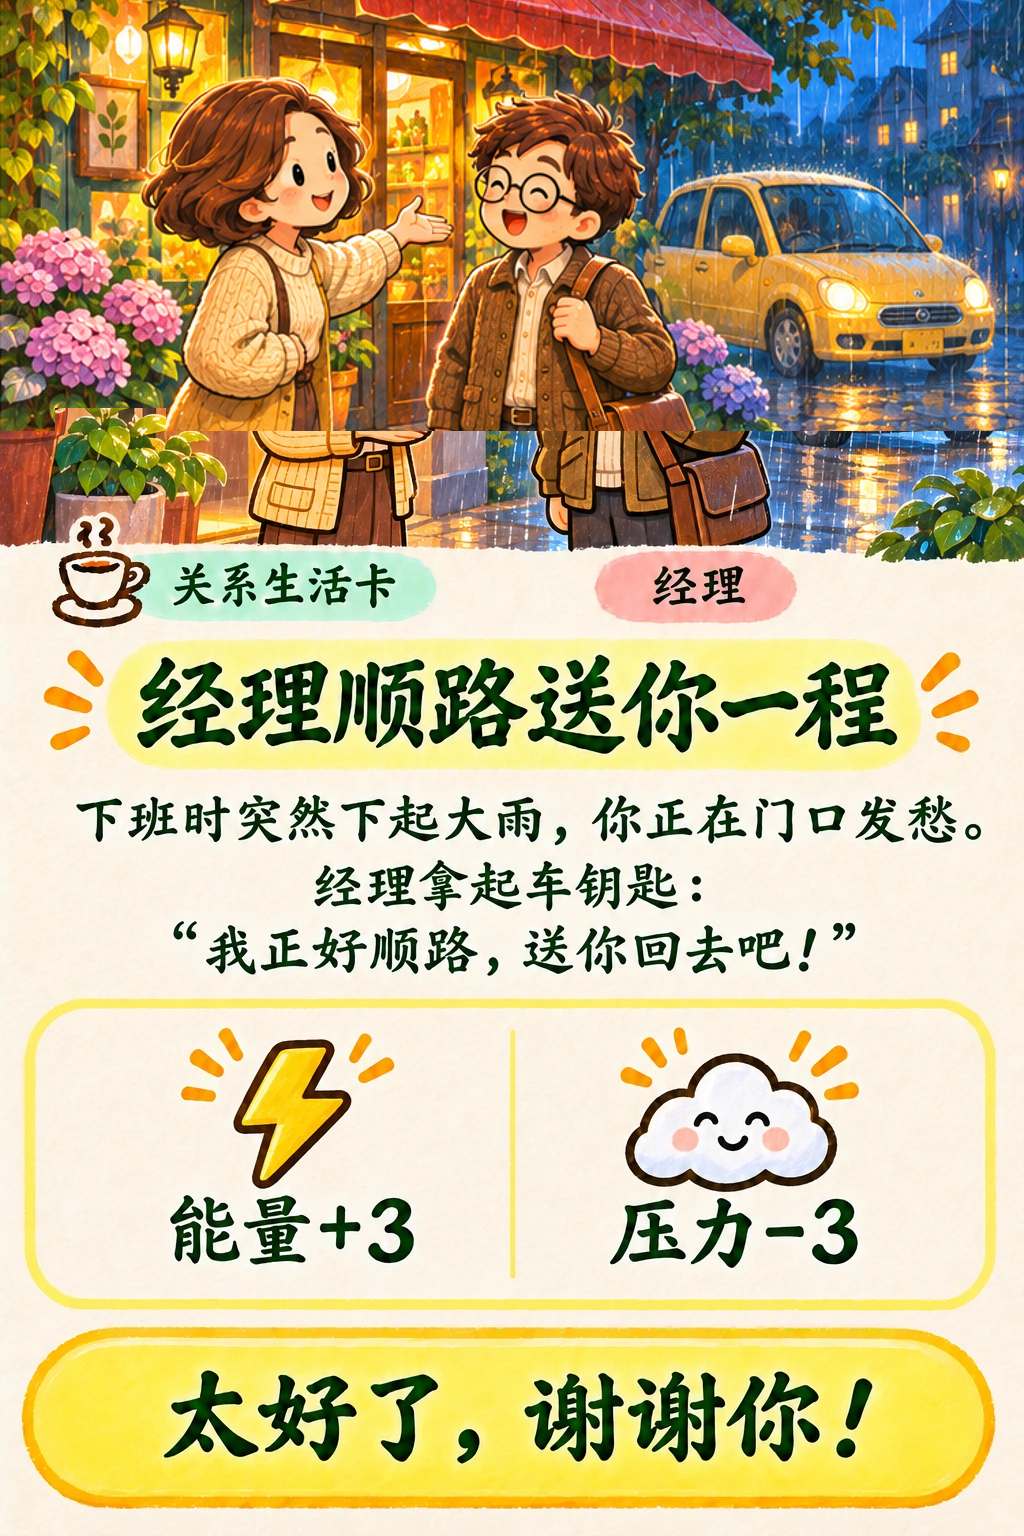 关系生活卡
经理
经理顺路送你一程
下班时突然下起大雨，你正在门口发愁。
经理拿起车钥匙：
“我正好顺路，送你回去吧！”
能量+3
压力-3
太好了，谢谢你！